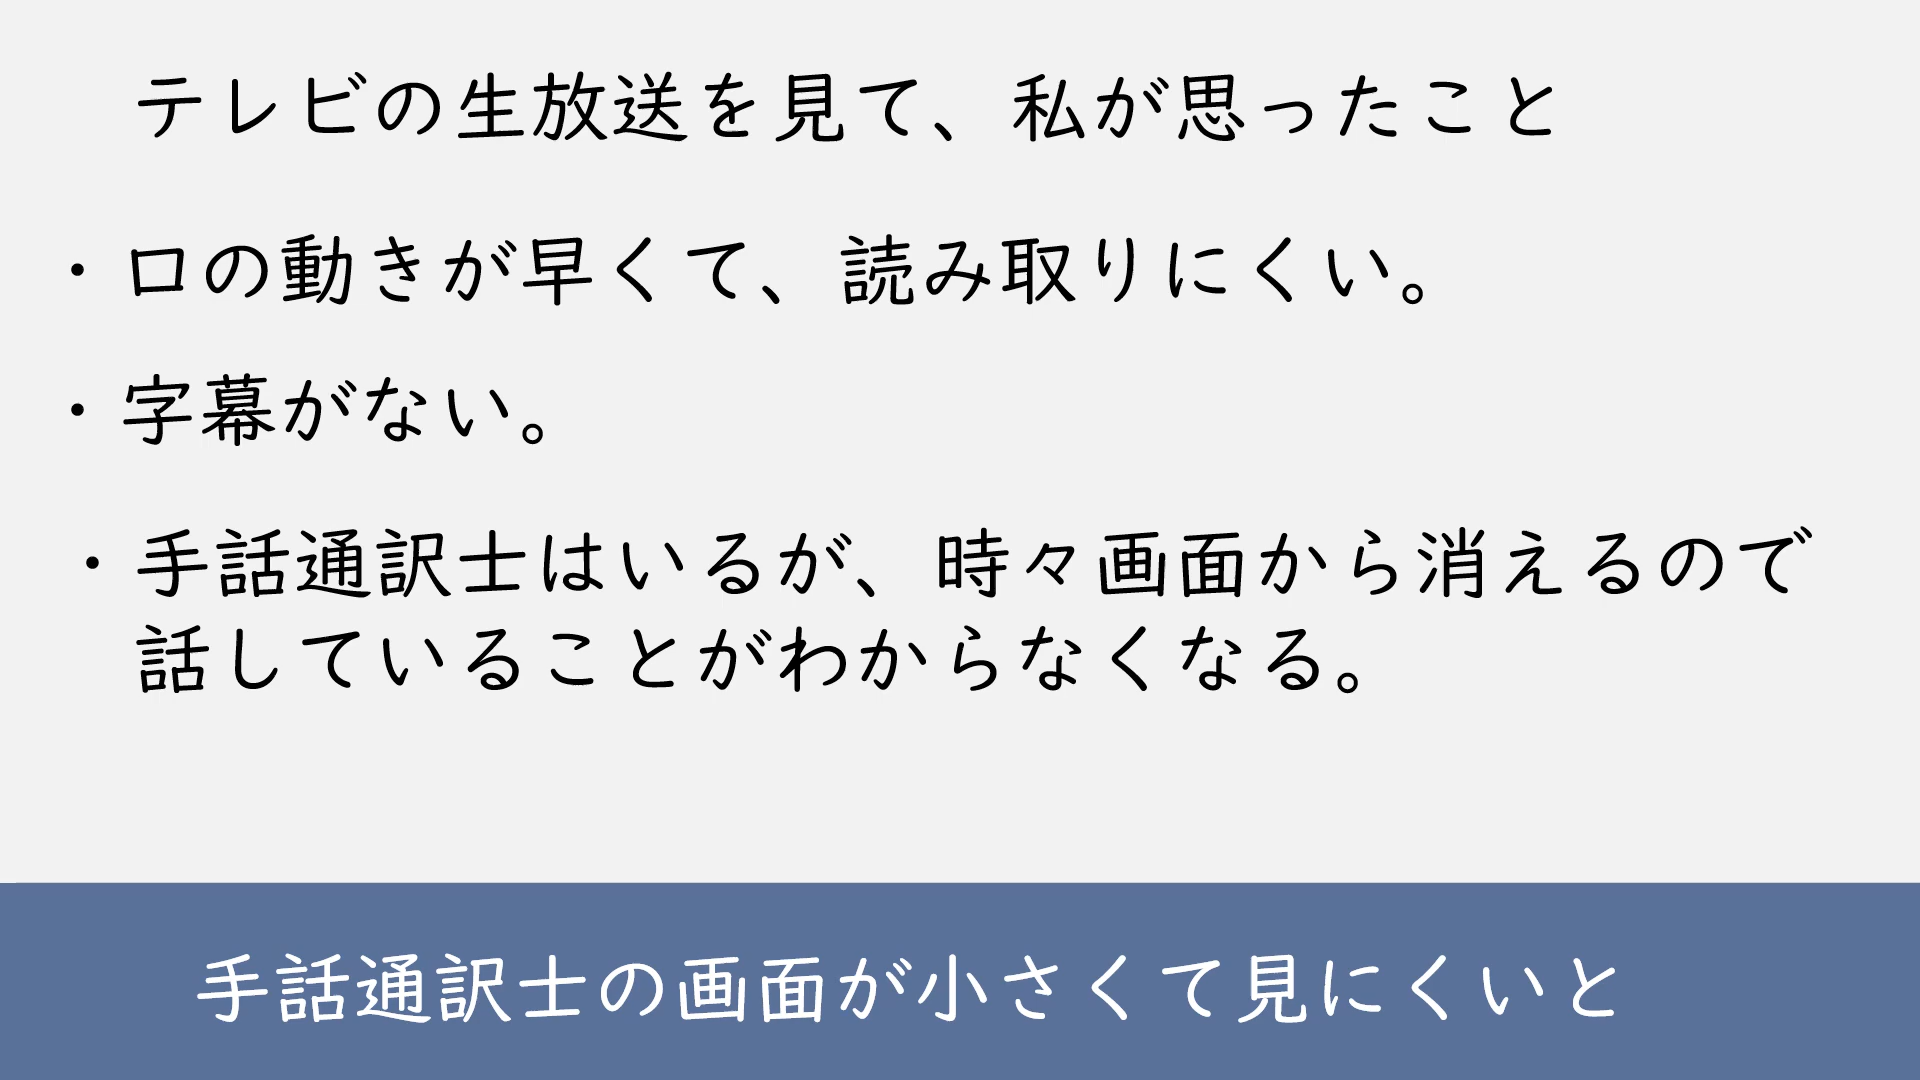 テレビの生放送を見て、私が思ったこと
・口の動きが早くて、読み取りにくい。
・字幕がない。
・手話通訳士はいるが、時々画面から消えるので
話していることがわからなくなる。
手話通訳士の画面が小さくて見にくいと